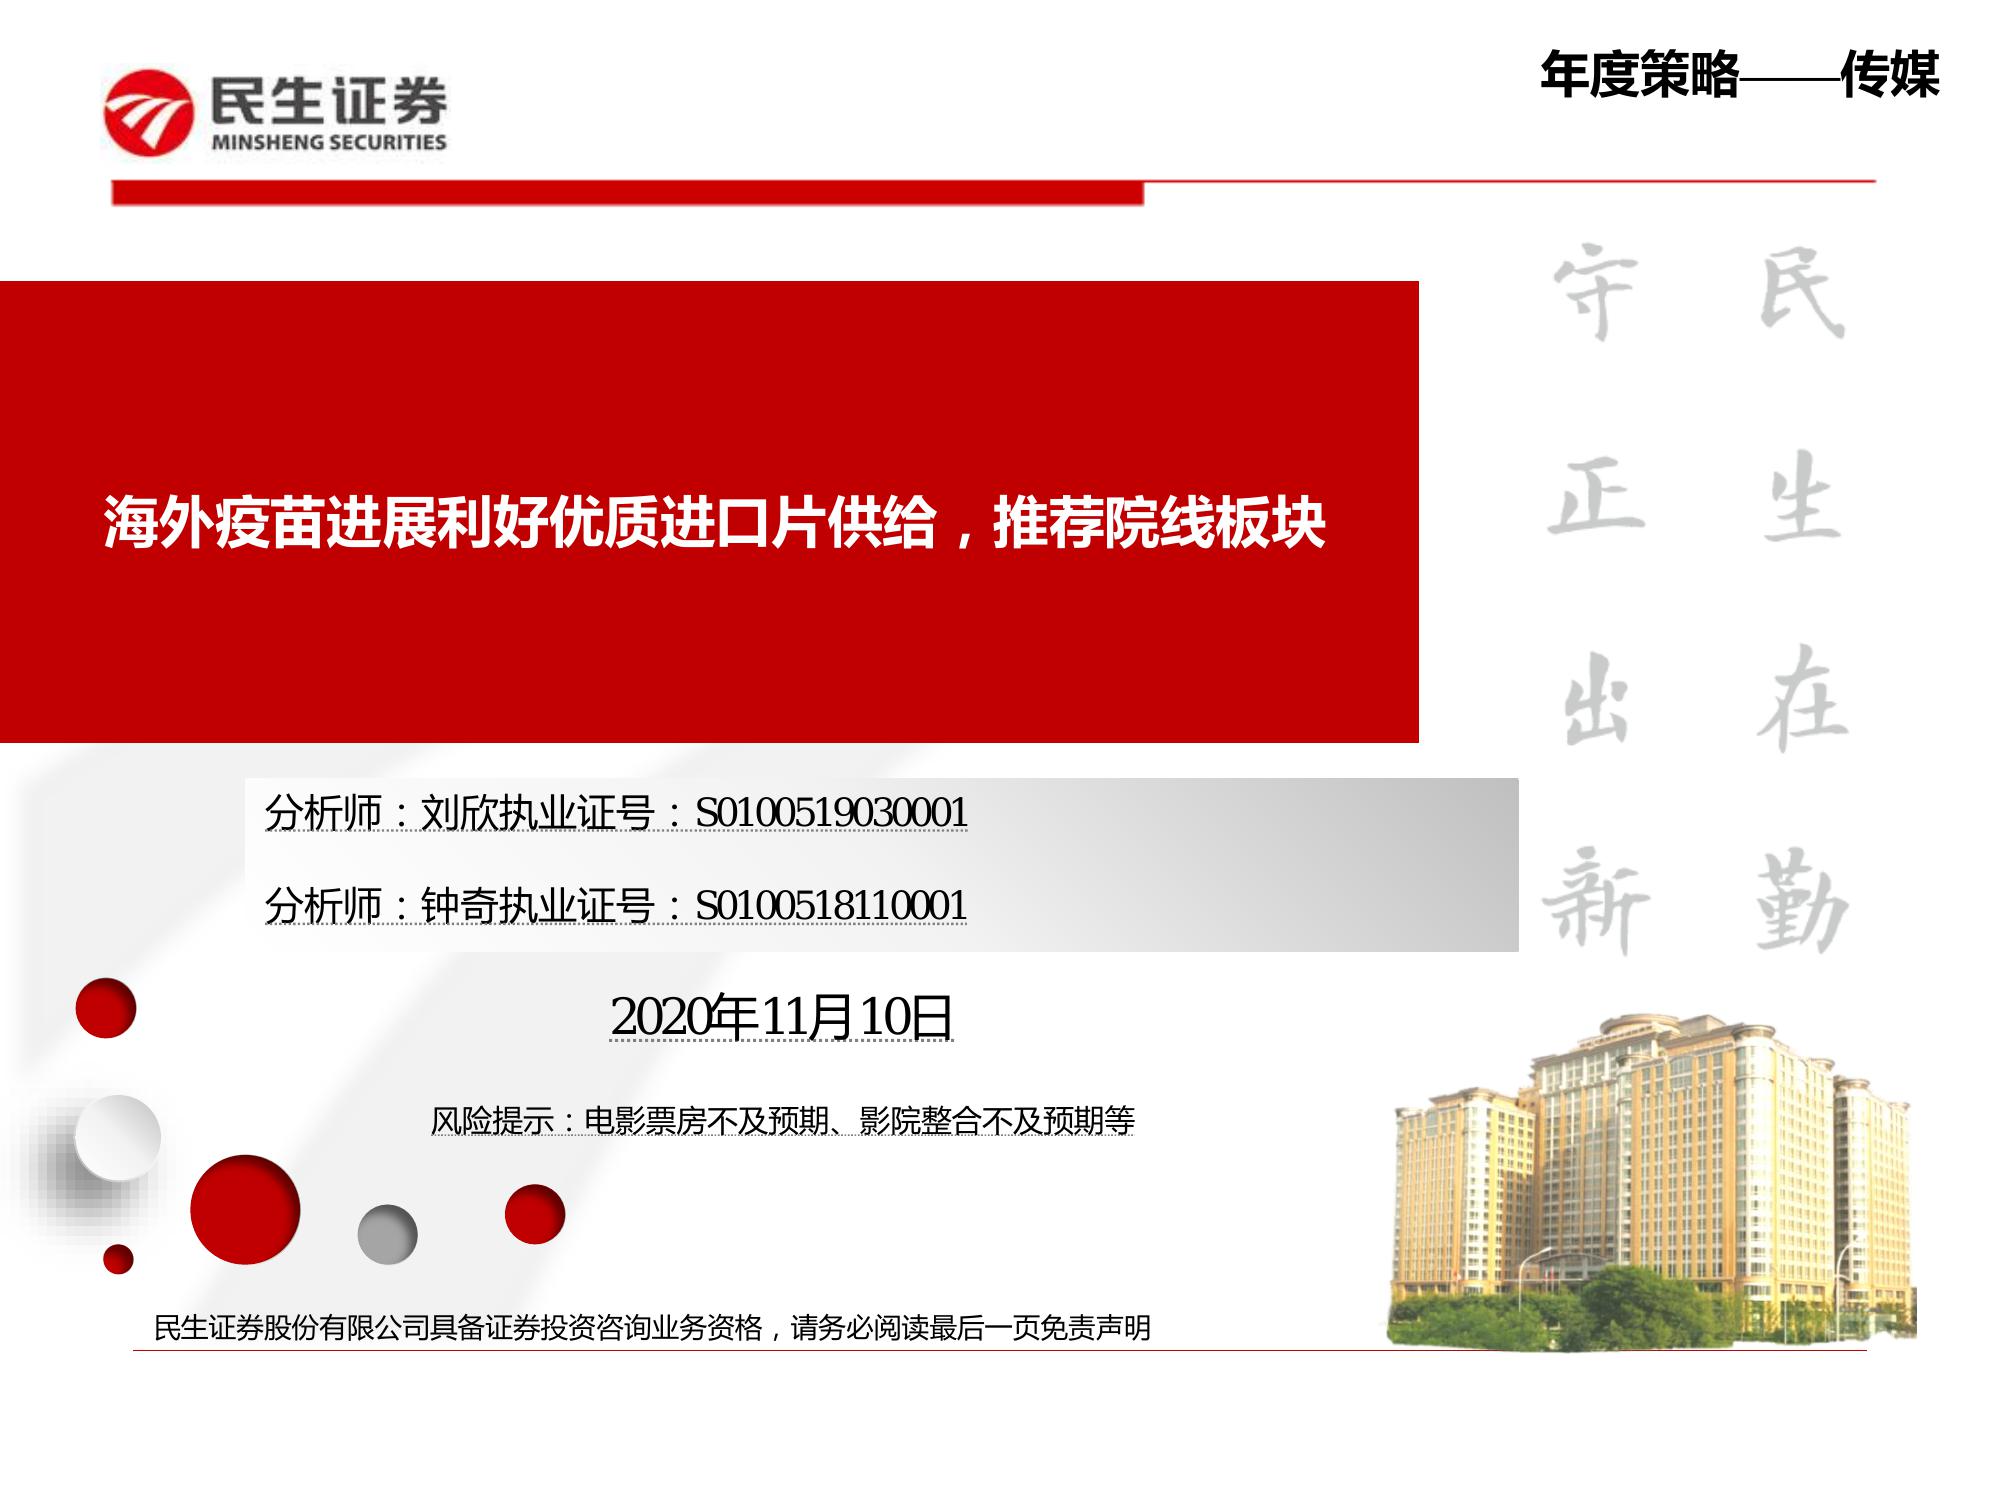 民生证券
MINSHENG SECURITIES
年度策略——传媒
海外疫苗进展利好优质进口片供给，推荐院线板块
民生在勤
守正出新
分析师：刘欣执业证号：S0100519030001
分析师：钟奇执业证号：S0100518110001
2020年11月10日
风险提示：电影票房不及预期、影院整合不及预期等
民生证券股份有限公司具备证券投资咨询业务资格，请务必阅读最后一页免责声明